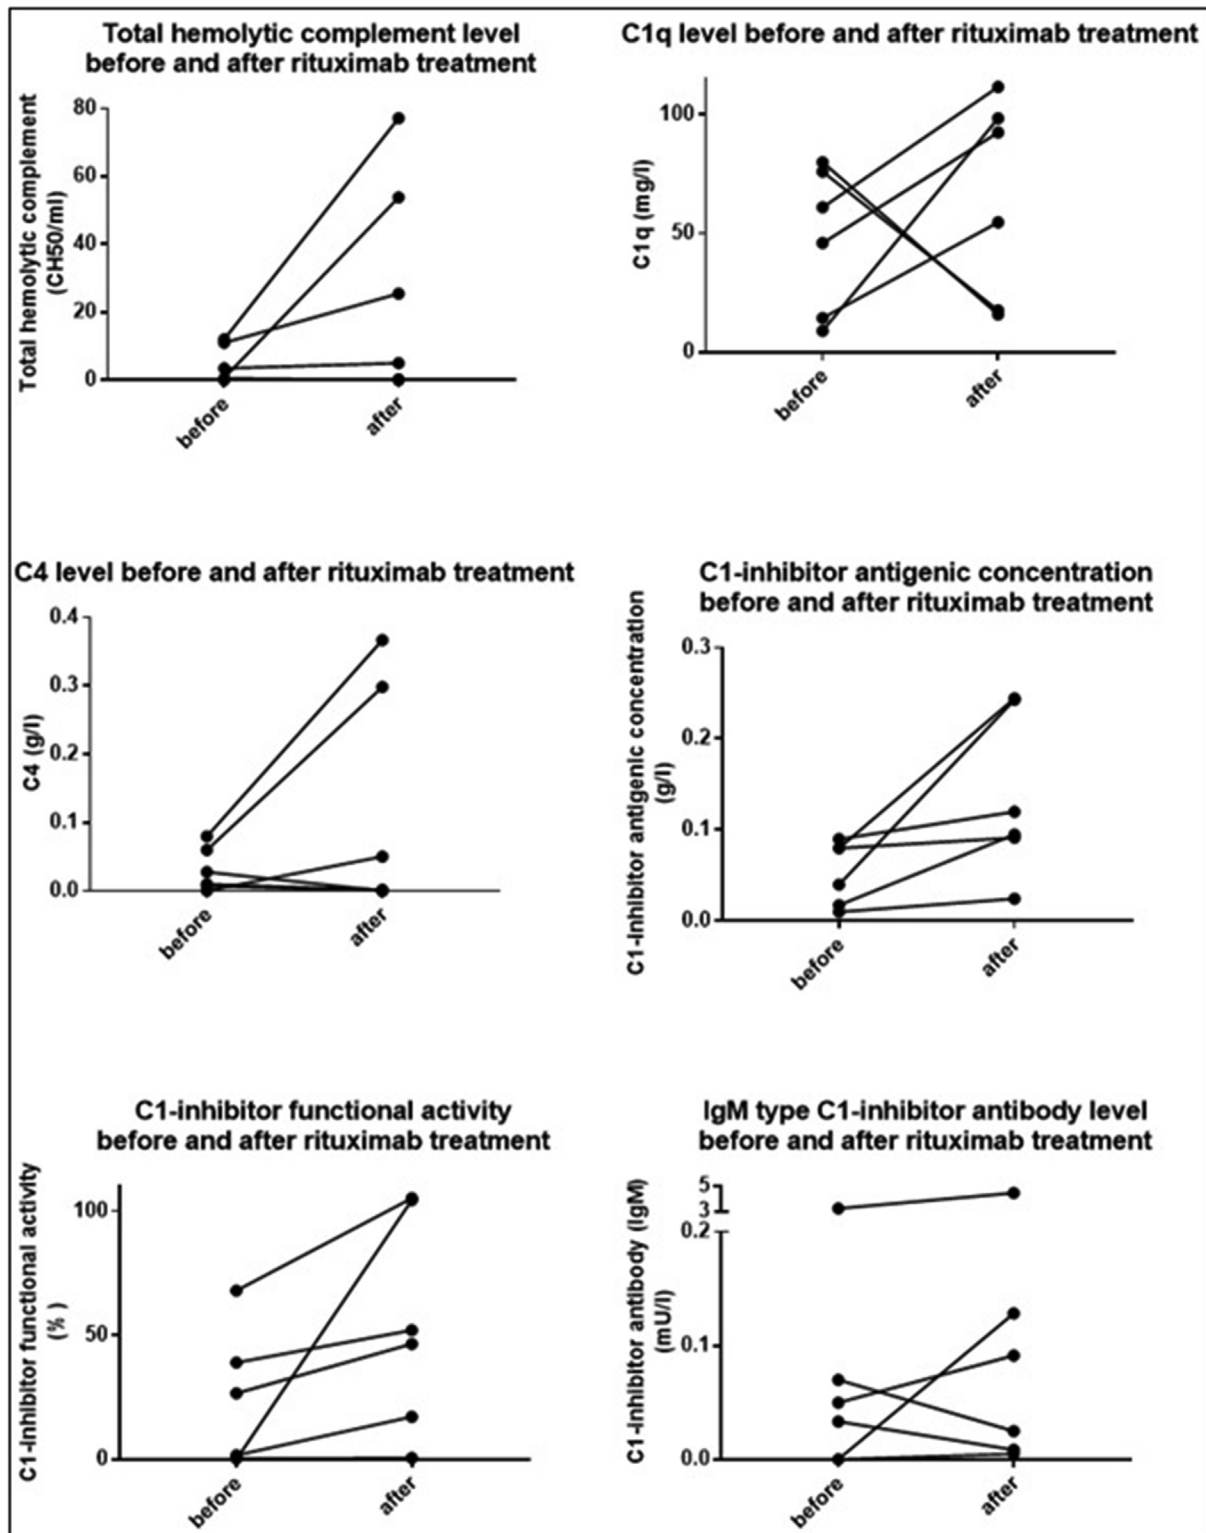 Total hemolytic complement level
before and after rituximab treatment
Total hemolytic complement
(CH50/ml)
80
60
40
20
0
before
after
C1q level before and after rituximab treatment
C1q (mg/l)
100
50
0
before
after
C4 level before and after rituximab treatment
C4 (g/l)
0.4
0.3
0.2
0.1
0.0
before
after
C1-inhibitor antigenic concentration
before and after rituximab treatment
C1-Inhibitor antigenic concentration
(g/l)
0.3
0.2
0.1
0.0
before
after
C1-inhibitor functional activity
before and after rituximab treatment
C1-Inhibitor functional activity
(% )
100
50
0
before
after
IgM type C1-inhibitor antibody level
before and after rituximab treatment
C1-Inhibitor antibody (IgM)
(mU/l)
5
3
0.2
0.1
0.0
before
after